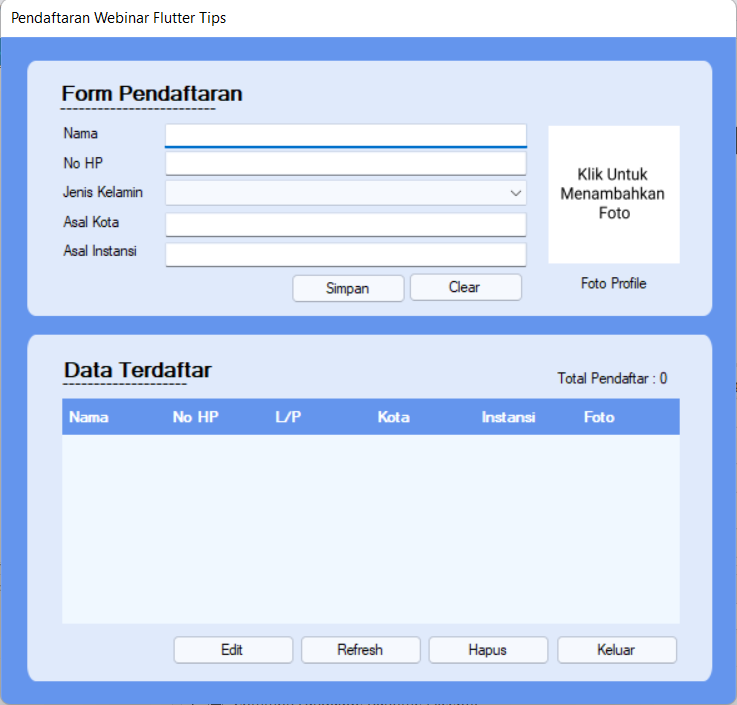 Pendaftaran Webinar Flutter Tips
Form Pendaftaran
Nama
No HP
Jenis Kelamin
Asal Kota
Asal Instansi
Klik Untuk
Menambahkan
Foto
Foto Profile
Simpan Clear
Data Terdaftar
Total Pendaftar : 0
Nama No HP L/P Kota Instansi Foto
Edit Refresh Hapus Keluar